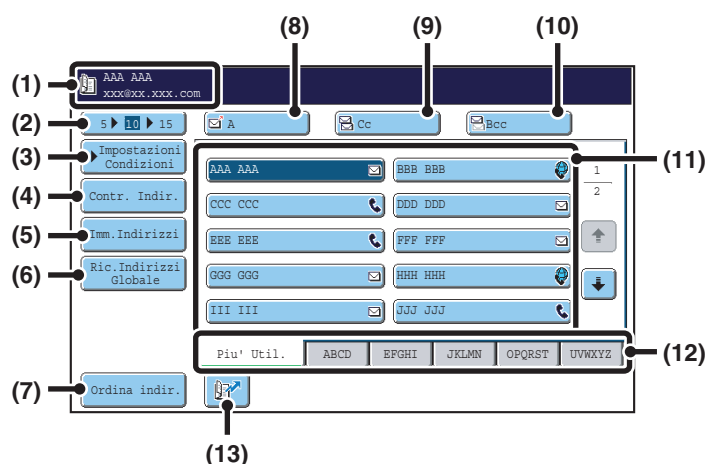 (8) (9) (10)
(1) AAA AAA
xxx@xx.xxx.com
(2) 5 10 15 A Cc Bcc
(3) Impostazioni
Condizioni
(11)
AAA AAA BBB BBB 1
2
(4) Contr. Indir. CCC CCC DDD DDD
(5) Imm.Indirizzi EEE EEE FFF FFF
(6) Ric.Indirizzi
Globale
GGG GGG HHH HHH
III III JJJ JJJ
Piu' Util. ABCD EFGHI JKLMN OPQRST UVWXYZ (12)
(7) Ordina indir.
(13)